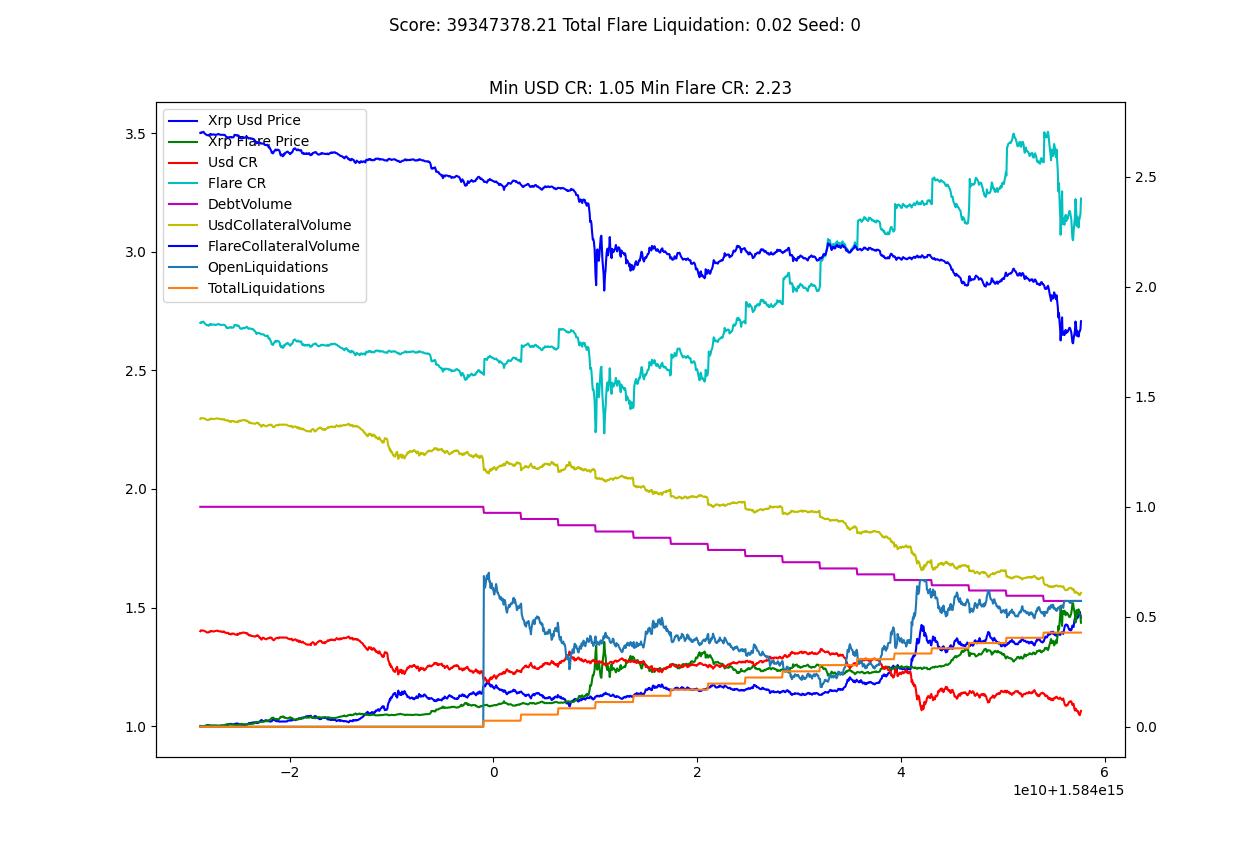 Score: 39347378.21 Total Flare Liquidation: 0.02 Seed: 0
Min USD CR: 1.05 Min Flare CR: 2.23
Xrp Usd Price
Xrp Flare Price
Usd CR
Flare CR
DebtVolume
UsdCollateralVolume
FlareCollateralVolume
OpenLiquidations
TotalLiquidations
3.5
3.0
2.5
2.0
1.5
1.0
2.5
2.0
1.5
1.0
0.5
0.0
−2 0 2 4 6
1e10+1.584e15